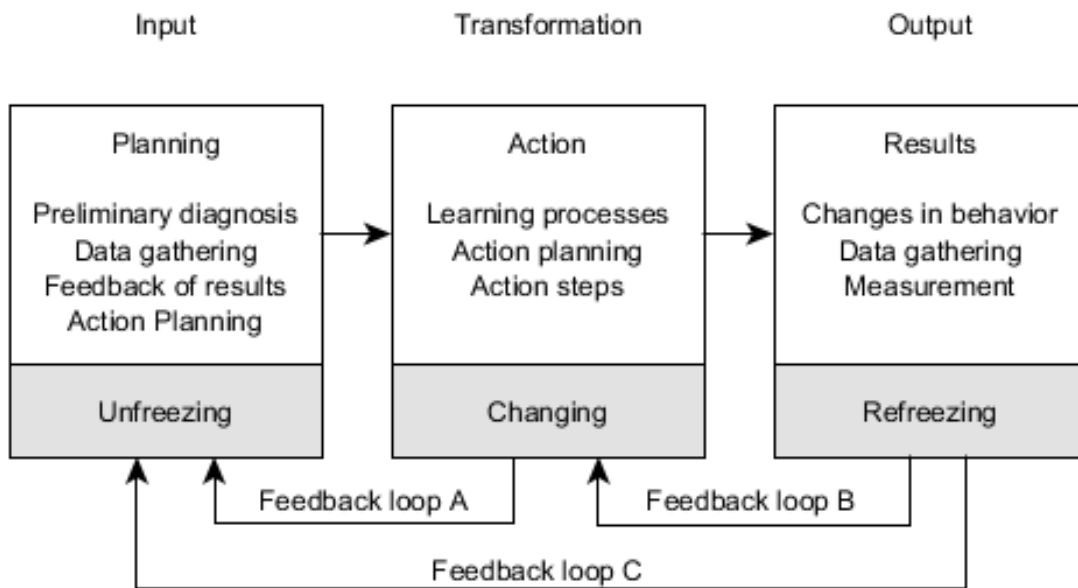 Input
Transformation
Output
Planning
Preliminary diagnosis
Data gathering
Feedback of results
Action Planning
Unfreezing
Action
Learning processes
Action planning
Action steps
Changing
Results
Changes in behavior
Data gathering
Measurement
Refreezing
Feedback loop A
Feedback loop B
Feedback loop C